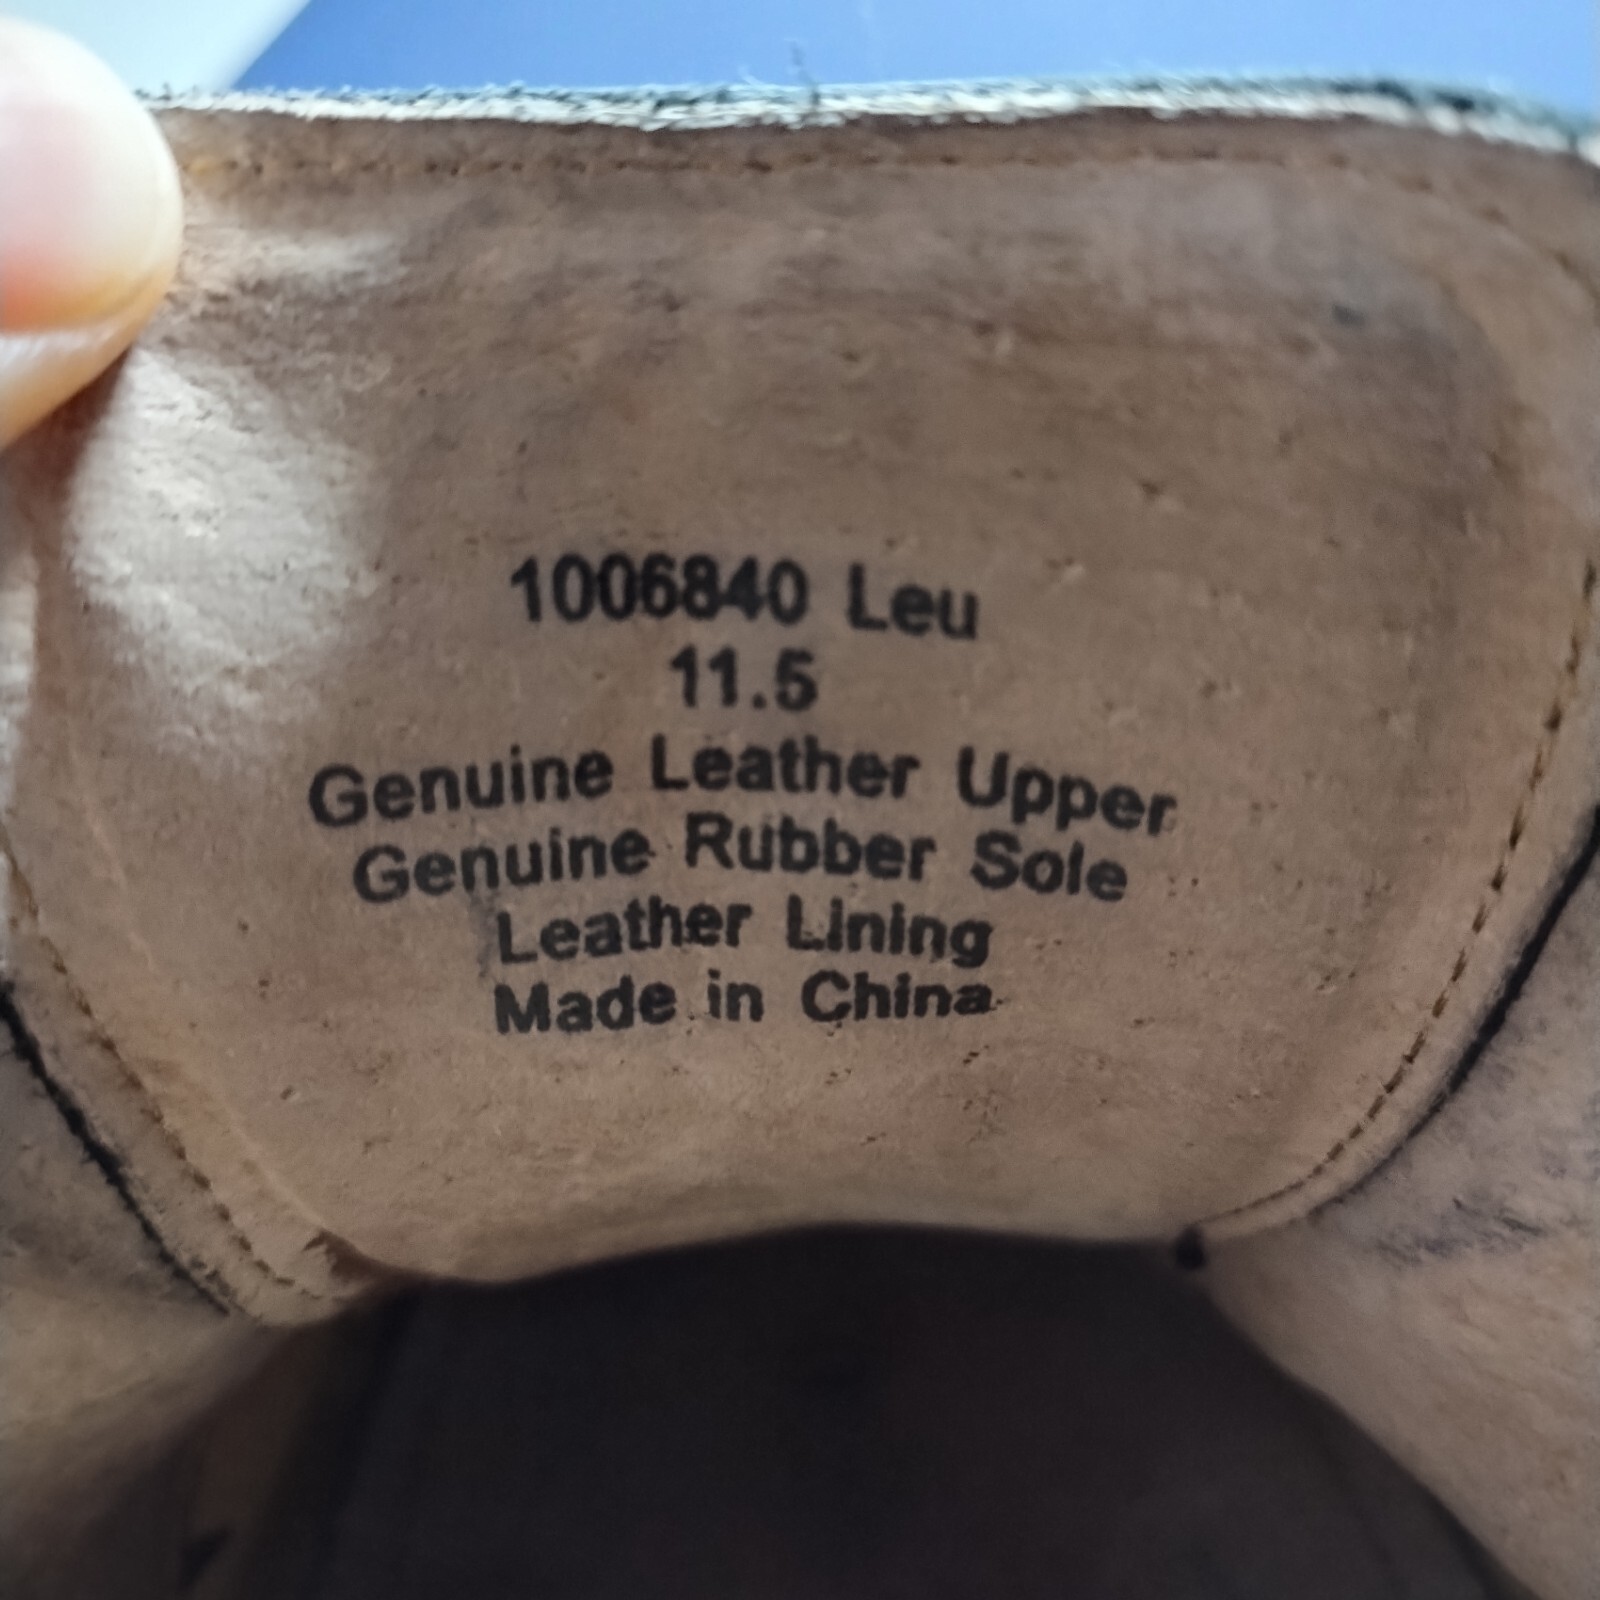 1006840 Leu
11.5
Genuine Leather Upper
Genuine Rubber Sole
Leather Lining
Made in China